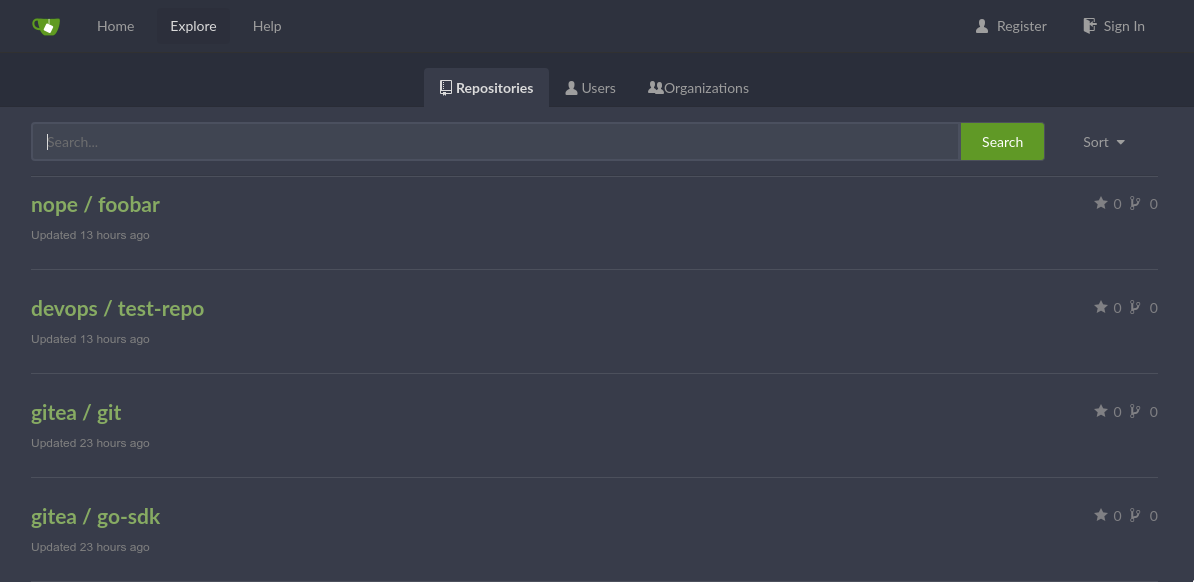 Home Explore Help Register Sign In
Repositories Users Organizations
Search... Search Sort
nope / foobar 0 0
Updated 13 hours ago
devops / test-repo 0 0
Updated 13 hours ago
gitea / git 0 0
Updated 23 hours ago
gitea / go-sdk 0 0
Updated 23 hours ago